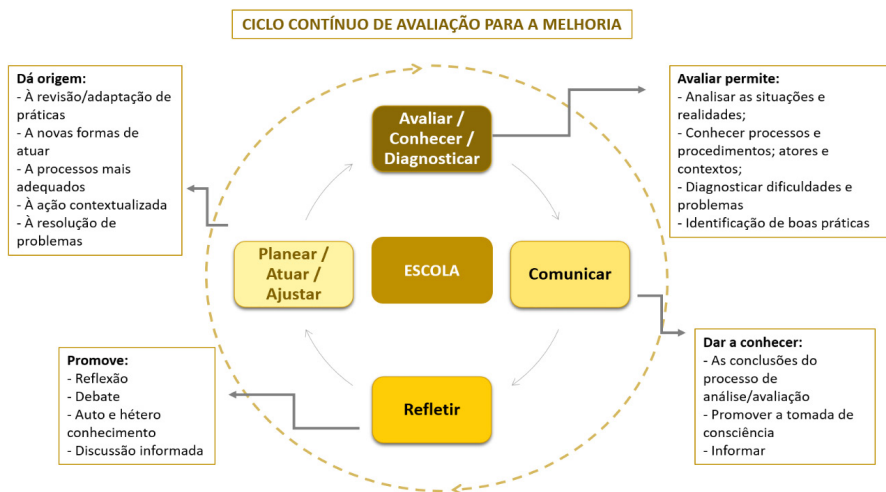 CICLO CONTÍNUO DE AVALIAÇÃO PARA A MELHORIA
Dá origem:
- À revisão/adaptação de
práticas
- A novas formas de
atuar
- A processos mais
adequados
- À ação contextualizada
- À resolução de
problemas
Avaliar /
Conhecer /
Diagnosticar
Avaliar permite:
- Analisar as situações e
realidades;
- Conhecer processos e
procedimentos; atores e
contextos;
- Diagnosticar dificuldades e
problemas
- Identificação de boas práticas
Planear /
Atuar /
Ajustar
ESCOLA
Comunicar
Promove:
- Reflexão
- Debate
- Auto e hétero
conhecimento
- Discussão informada
Refletir
Dar a conhecer:
- As conclusões do
processo de
análise/avaliação
- Promover a tomada de
consciência
- Informar